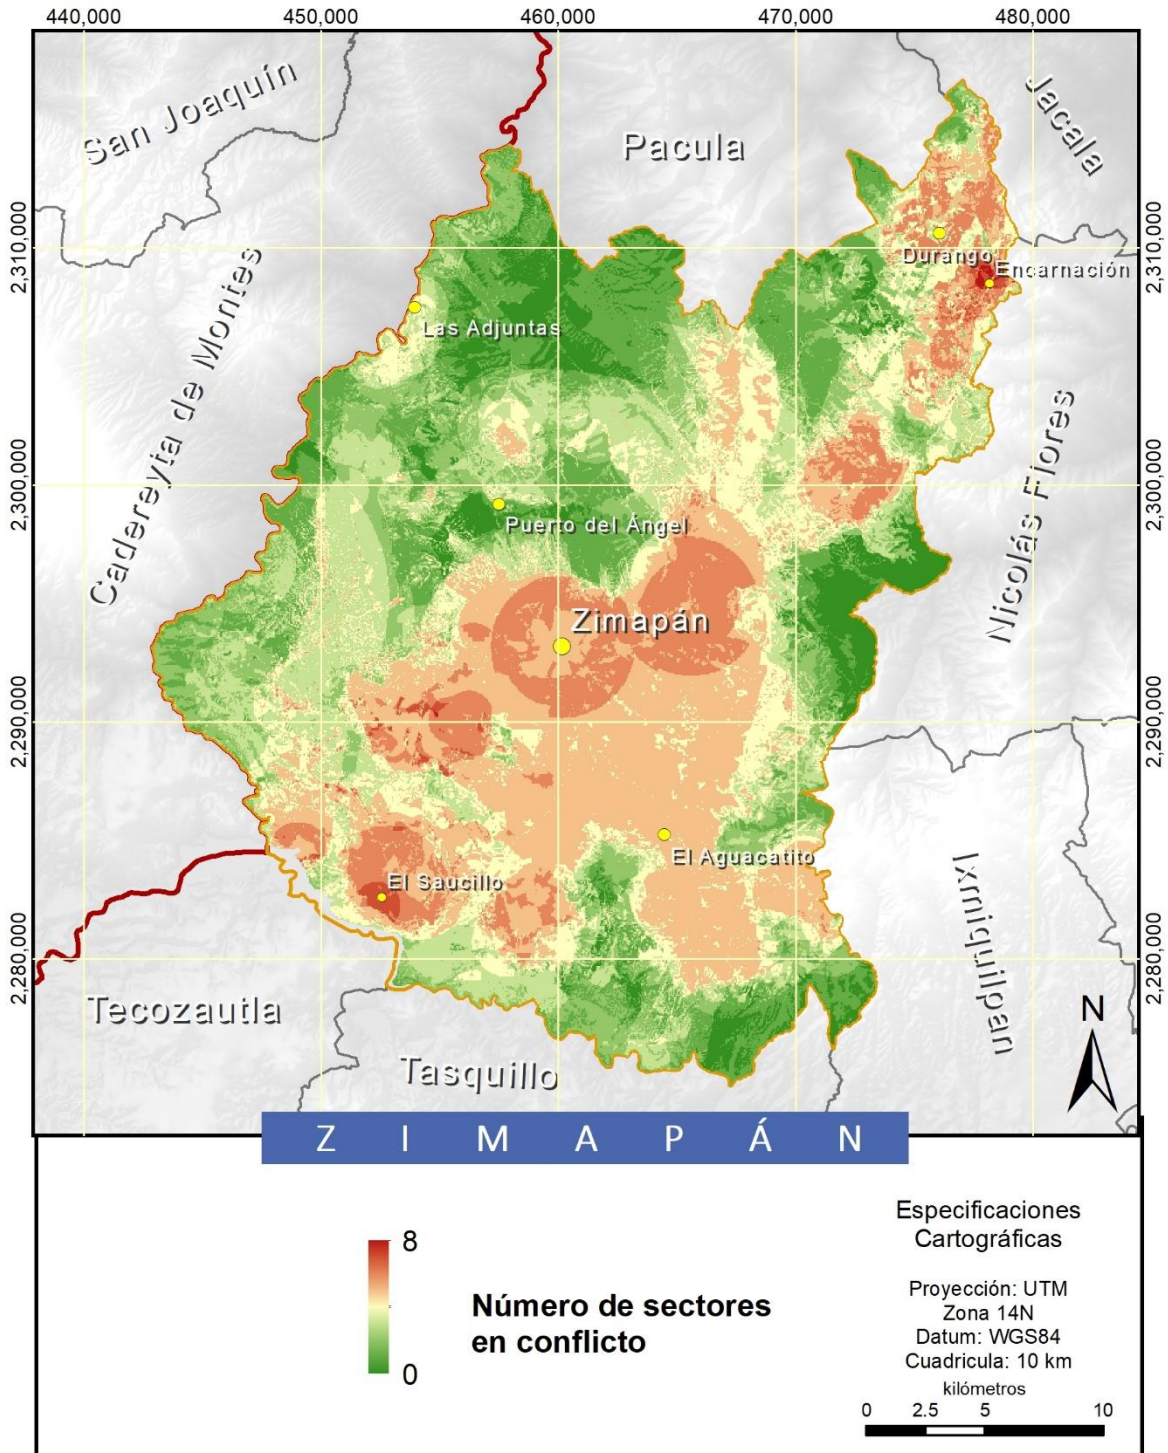 440,000 450,000 460,000 470,000 480,000
San Joaquín
Pacula
Jacala
2,310,000
2,310,000
Durango
Encarnación
Las Adjuntas
Cadereyta de Montes
2,300,000
2,300,000
Puerto del Ángel
Nicolás Flores
Zimapán
2,290,000
2,290,000
El Aguacatito
El Saucillo
Ixmiquilpan
2,280,000
2,280,000
Tecozautla
Tasquillo
N
ZIMAPÁN
8
0
Número de sectores
en conflicto
Especificaciones
Cartográficas
Proyección: UTM
Zona 14N
Datum: WGS84
Cuadricula: 10 km
kilómetros
0 2.5 5 10